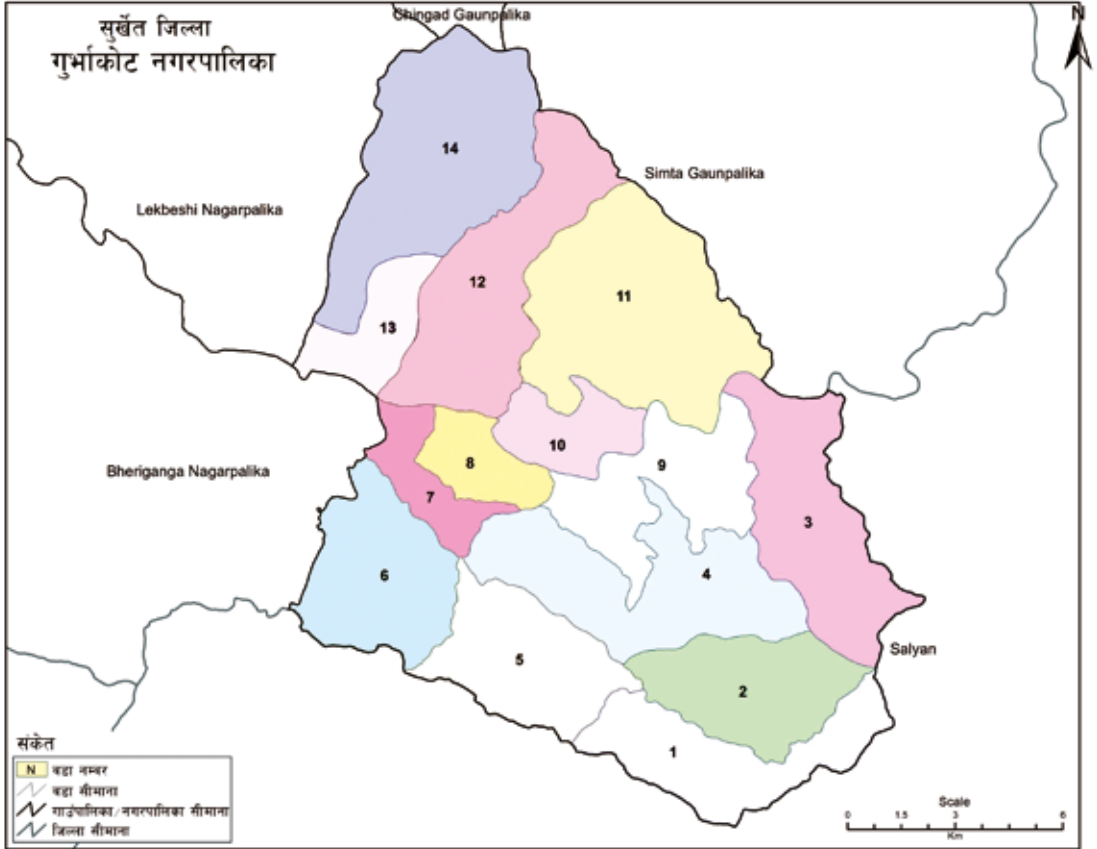 Chingad Gaunpalika
N
सुर्खेत जिल्ला
गुर्भाकोट नगरपालिका
14
Simta Gaunpalika
Lekbeshi Nagarpalika
12
11
13
10
8
9
Bheriganga Nagarpalika
7
3
6
4
5
Salyan
2
1
संकेत
N वडा नम्बर
वडा सीमाना
गाउँपालिका/नगरपालिका सीमाना
जिल्ला सीमाना
Scale
0 1.5 3 6
Km